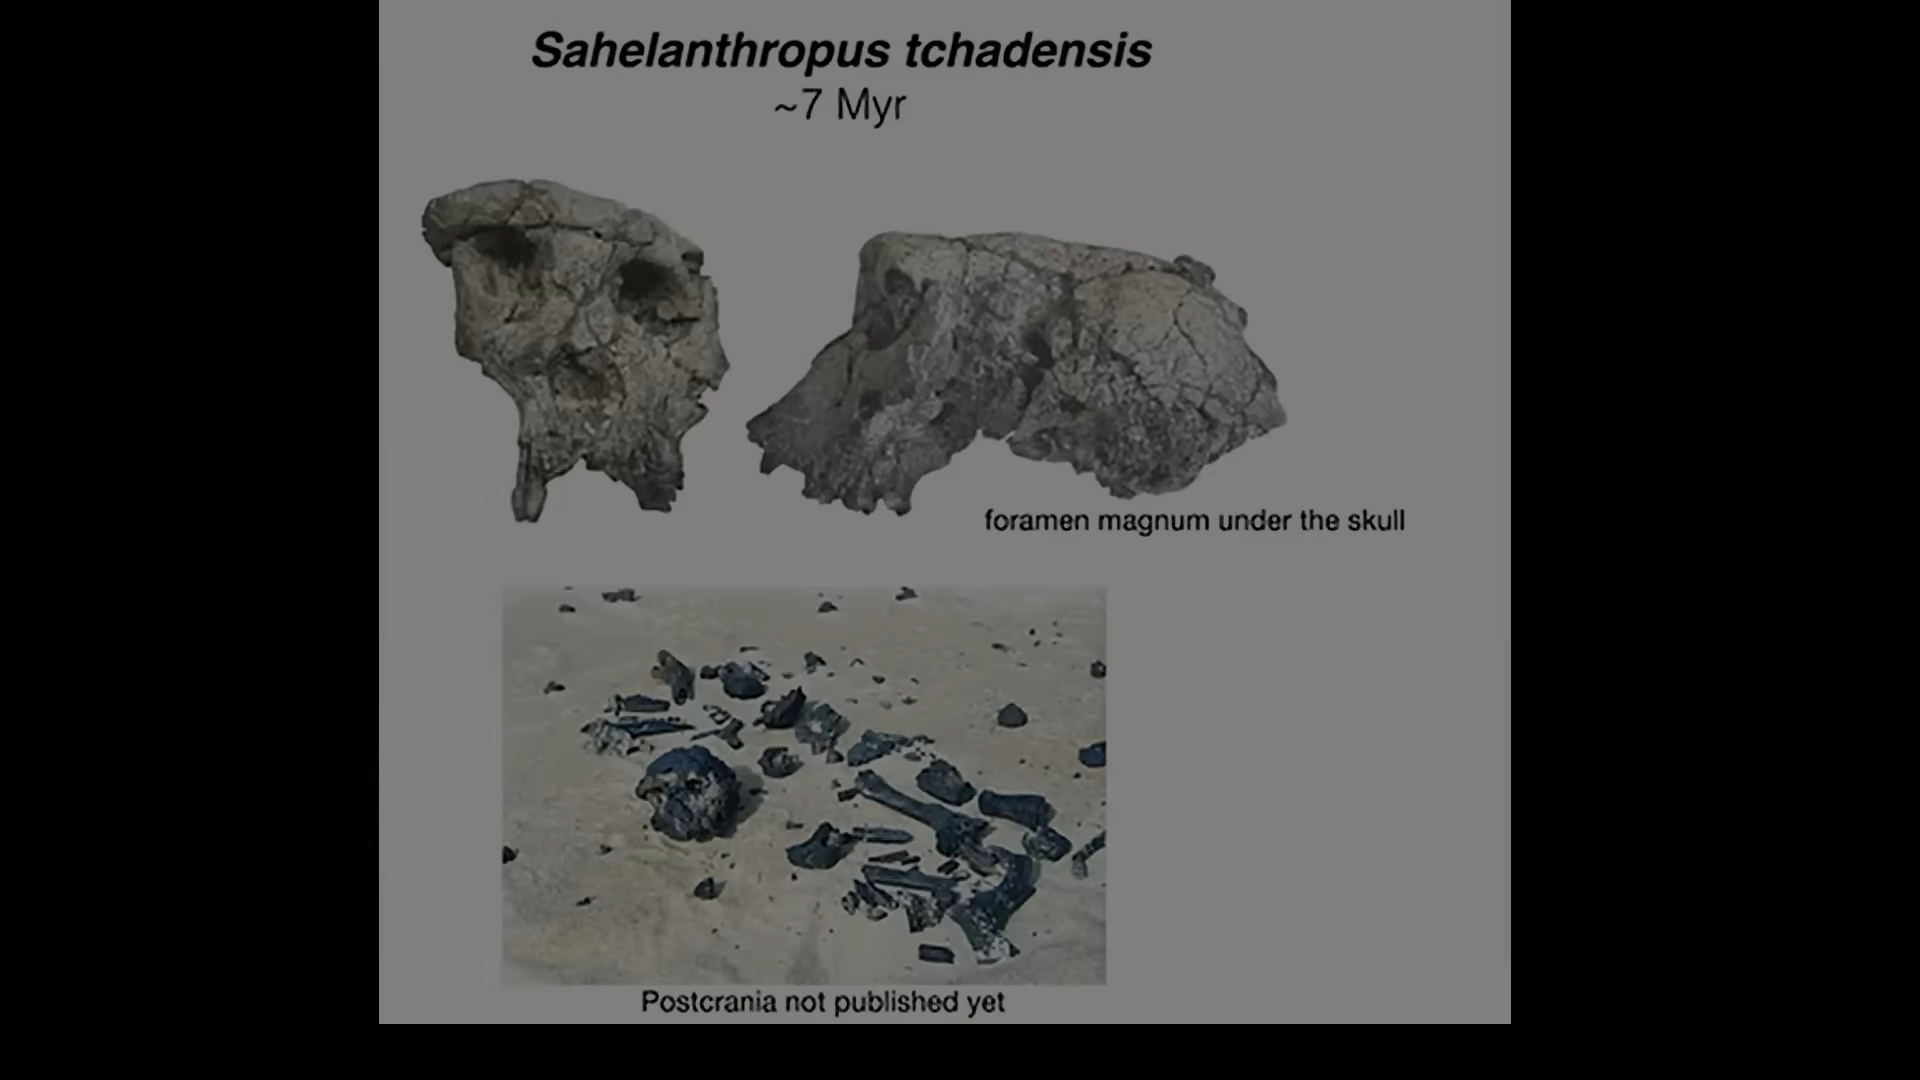 Sahelanthropus tchadensis
~7 Myr
foramen magnum under the skull
Postcrania not published yet